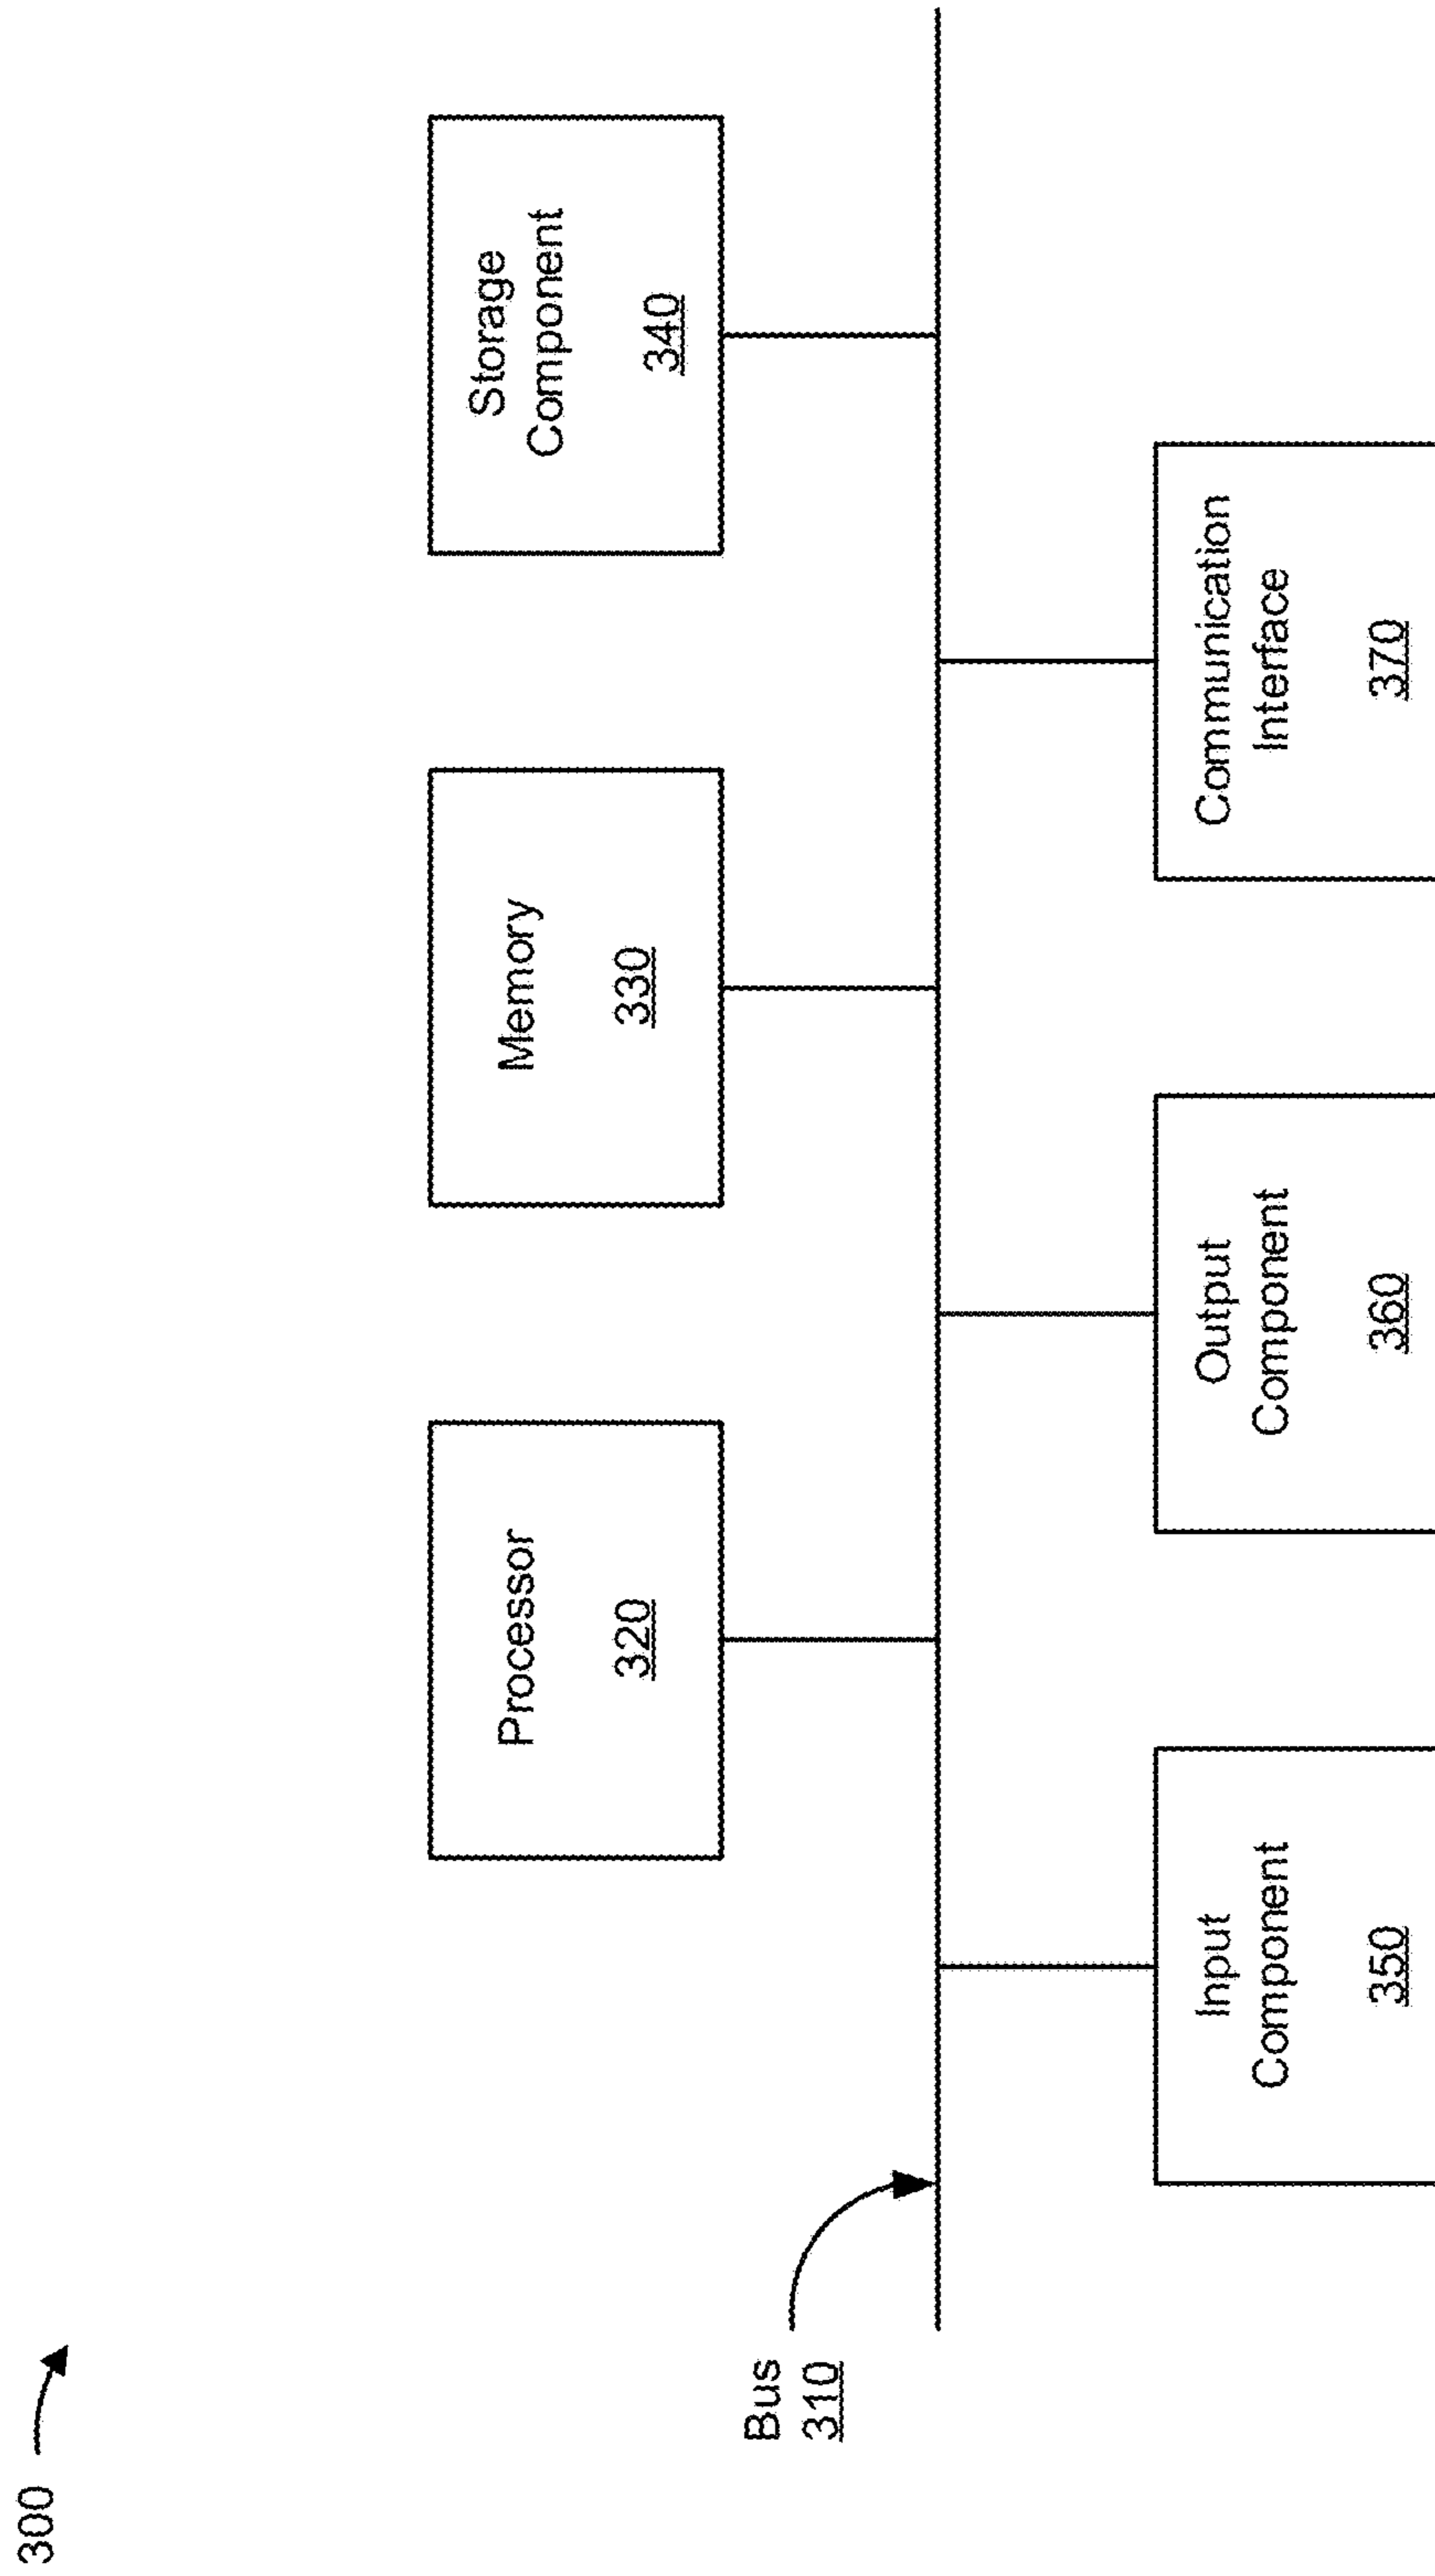 300
Processor
320
Memory
330
Storage
Component
340
Bus
310
Input
Component
350
Output
Component
360
Communication
Interface
370